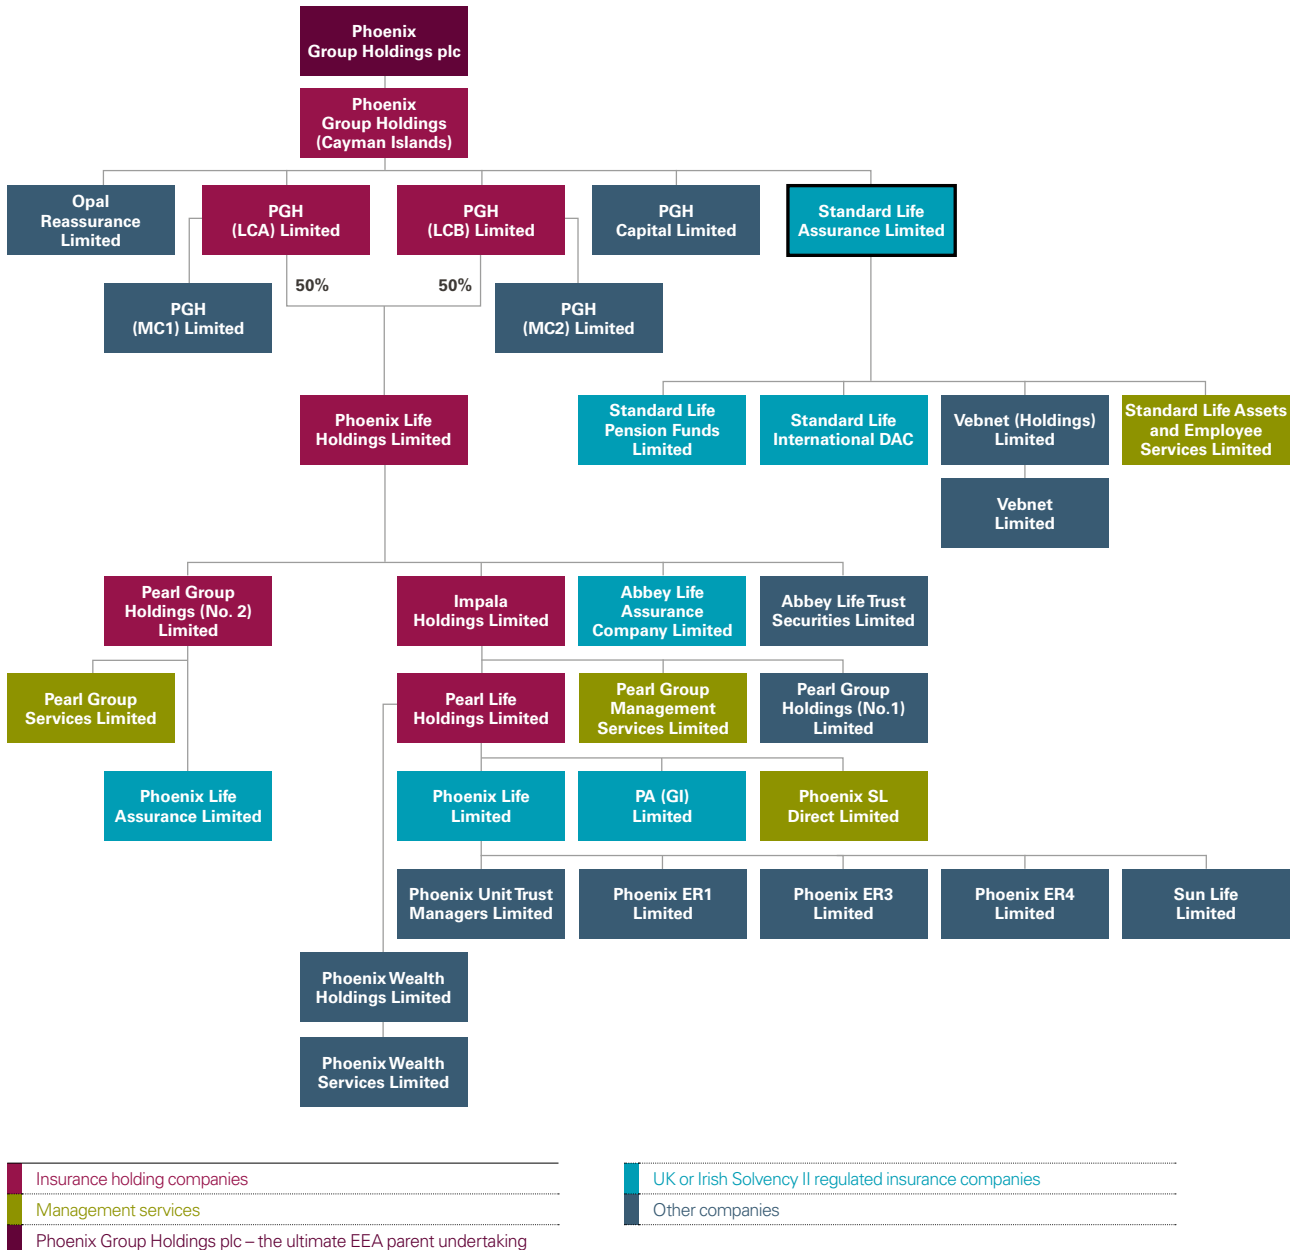 Phoenix
Group Holdings plc
Phoenix
Group Holdings
(Cayman Islands)
Opal
Reassurance
Limited
PGH
(LCA) Limited
PGH
(LCB) Limited
PGH
Capital Limited
Standard Life
Assurance Limited
50%
50%
PGH
(MC1) Limited
PGH
(MC2) Limited
Phoenix Life
Holdings Limited
Standard Life
Pension Funds
Limited
Standard Life
International DAC
Vebnet (Holdings)
Limited
Standard Life Assets
and Employee
Services Limited
Vebnet
Limited
Pearl Group
Holdings (No. 2)
Limited
Impala
Holdings Limited
Abbey Life
Assurance
Company Limited
Abbey Life Trust
Securities Limited
Pearl Group
Services Limited
Pearl Life
Holdings Limited
Pearl Group
Management
Services Limited
Pearl Group
Holdings (No.1)
Limited
Phoenix Life
Assurance Limited
Phoenix Life
Limited
PA (GI)
Limited
Phoenix SL
Direct Limited
Phoenix Unit Trust
Managers Limited
Phoenix ER1
Limited
Phoenix ER3
Limited
Phoenix ER4
Limited
Sun Life
Limited
Phoenix Wealth
Holdings Limited
Phoenix Wealth
Services Limited
Insurance holding companies
Management services
Phoenix Group Holdings plc – the ultimate EEA parent undertaking
UK or Irish Solvency II regulated insurance companies
Other companies